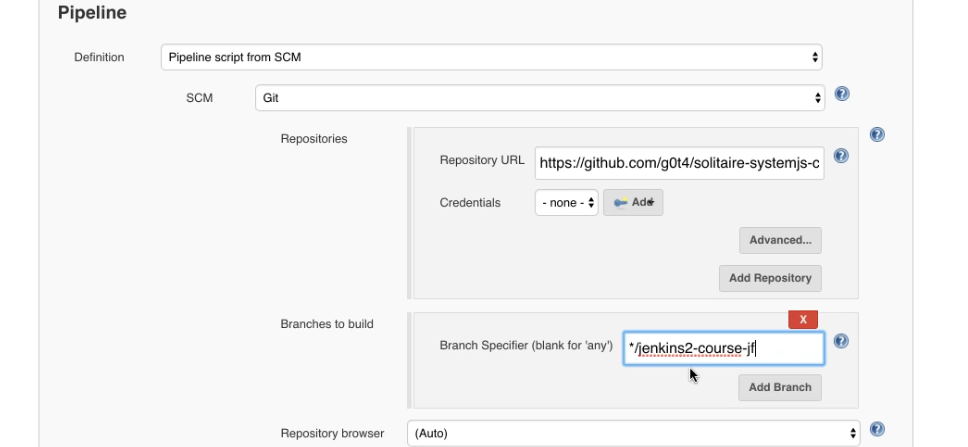 Pipeline
Definition Pipeline script from SCM
SCM Git
Repositories
Repository URL https://github.com/g0t4/solitaire-systemjs-c
Credentials - none - Add
Advanced...
Add Repository
X
Branches to build
Branch Specifier (blank for 'any') */jenkins2-course-jf
Add Branch
Repository browser (Auto)